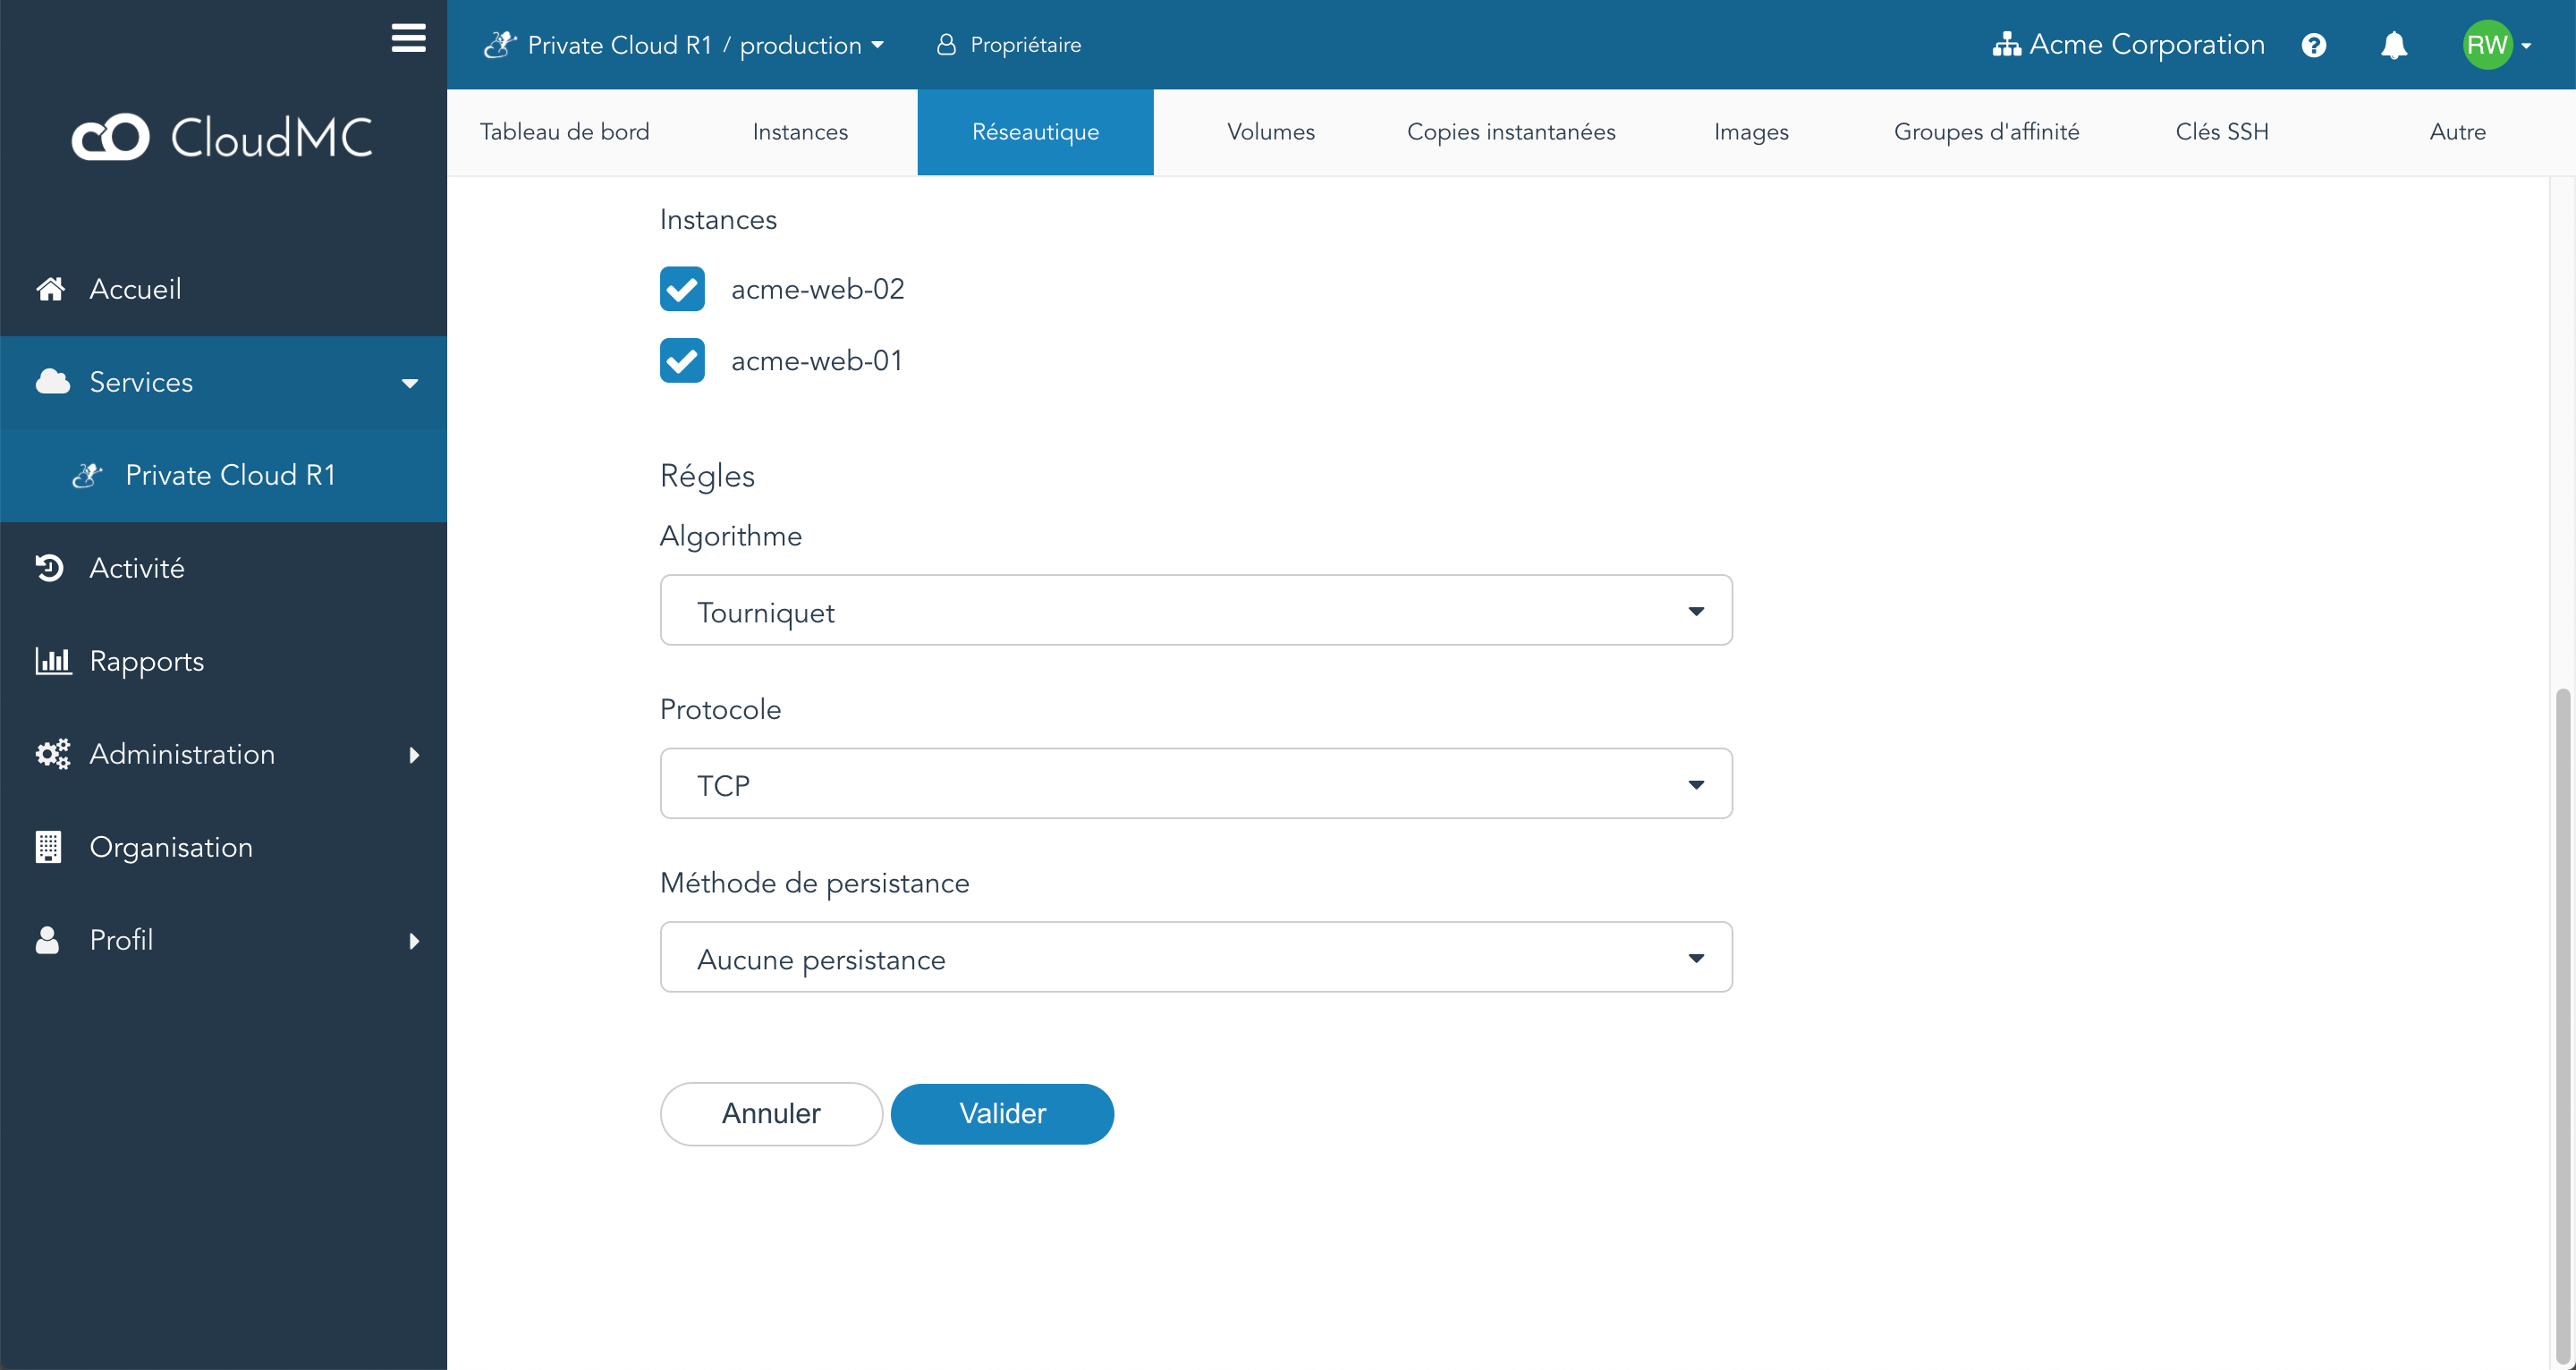 Private Cloud R1 / production
Propriétaire
Acme Corporation
RW
CloudMC
Tableau de bord
Instances
Réseautique
Volumes
Copies instantanées
Images
Groupes d'affinité
Clés SSH
Autre
Accueil
Services
Private Cloud R1
Activité
Rapports
Administration
Organisation
Profil
Instances
acme-web-02
acme-web-01
Régles
Algorithme
Tourniquet
Protocole
TCP
Méthode de persistance
Aucune persistance
Annuler
Valider